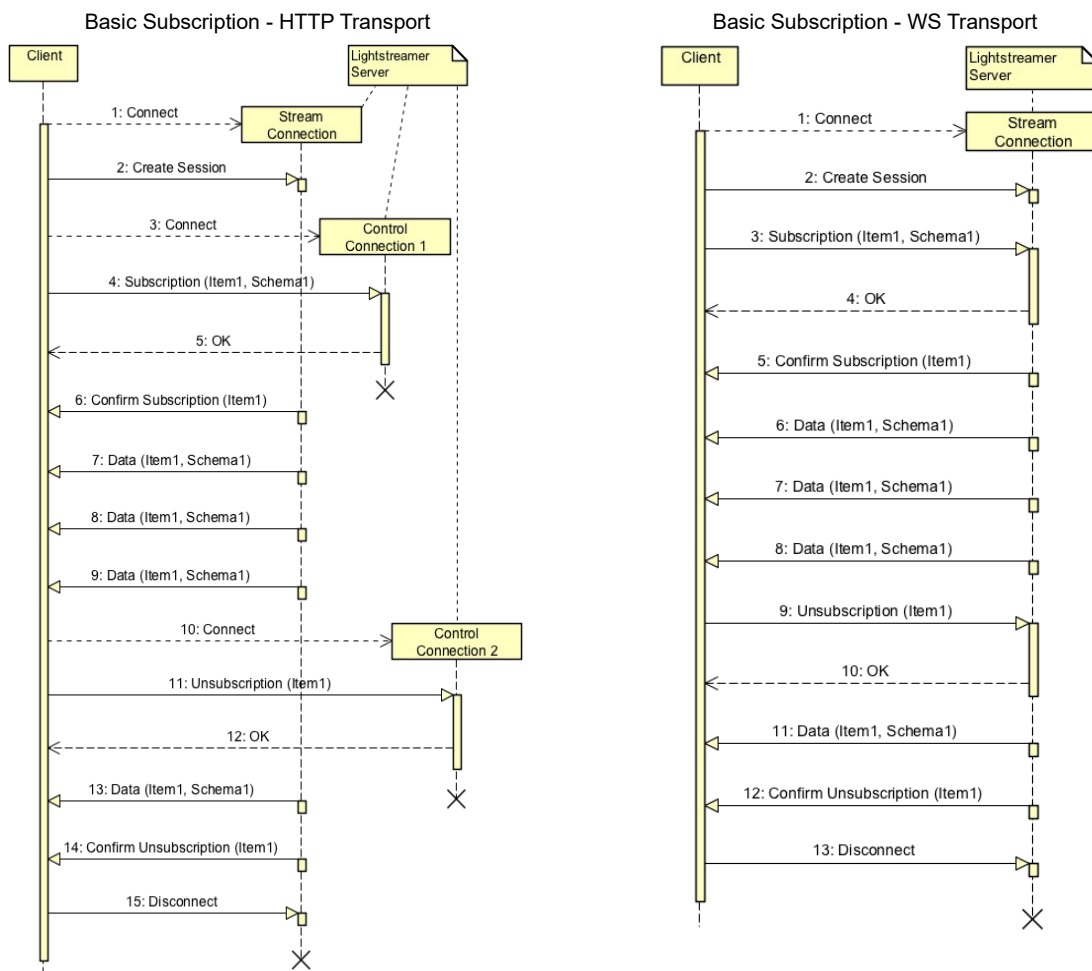 Basic Subscription - HTTP Transport
Client
Lightstreamer
Server
1: Connect
Stream
Connection
2: Create Session
3: Connect
Control
Connection 1
4: Subscription (Item1, Schema1)
5: OK
6: Confirm Subscription (Item1)
7: Data (Item1, Schema1)
8: Data (Item1, Schema1)
9: Data (Item1, Schema1)
10: Connect
Control
Connection 2
11: Unsubscription (Item1)
12: OK
13: Data (Item1, Schema1)
14: Confirm Unsubscription (Item1)
15: Disconnect
Basic Subscription - WS Transport
Client
Lightstreamer
Server
1: Connect
Stream
Connection
2: Create Session
3: Subscription (Item1, Schema1)
4: OK
5: Confirm Subscription (Item1)
6: Data (Item1, Schema1)
7: Data (Item1, Schema1)
8: Data (Item1, Schema1)
9: Unsubscription (Item1)
10: OK
11: Data (Item1, Schema1)
12: Confirm Unsubscription (Item1)
13: Disconnect